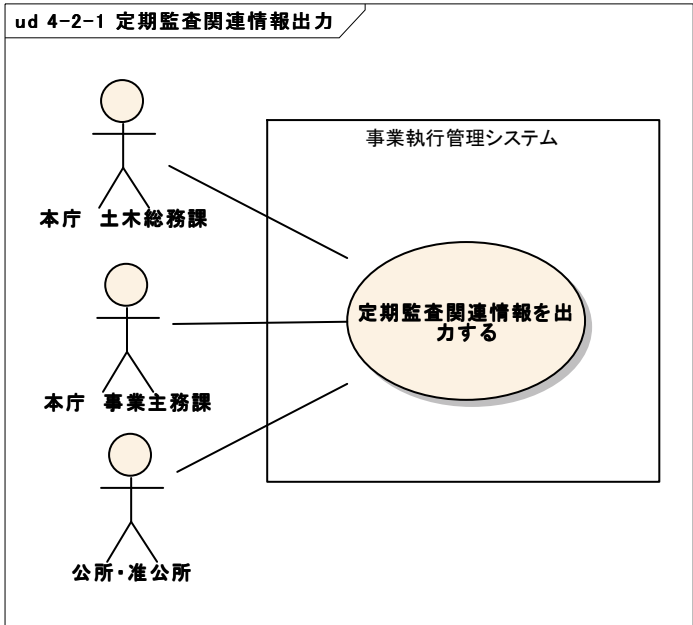 ud 4-2-1 定期監査関連情報出力
事業執行管理システム
本庁　土木総務課
定期監査関連情報を出
力する
本庁　事業主務課
公所・准公所